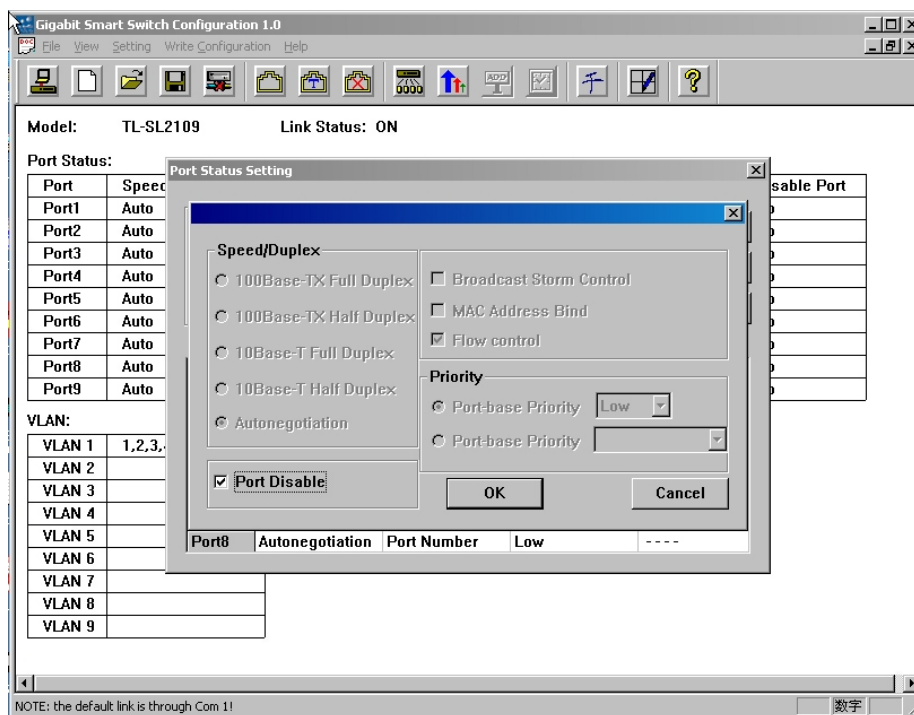 Gigabit Smart Switch Configuration 1.0
File View Setting Write Configuration Help
ADD
千
Model: TL-SL2109 Link Status: ON
Port Status:
Port Status Setting
Port Speed sable Port
Port1 Auto
Port2 Auto
Port3 Auto
Port4 Auto
Port5 Auto
Port6 Auto
Port7 Auto
Port8 Auto
Port9 Auto
Speed/Duplex
100Base-TX Full Duplex
100Base-TX Half Duplex
10Base-T Full Duplex
10Base-T Half Duplex
Autonegotiation
Port Disable
Broadcast Storm Control
MAC Address Bind
Flow control
Priority
Port-base Priority Low
Port-base Priority
OK Cancel
Port8 Autonegotiation Port Number Low ----
VLAN:
VLAN 1 1,2,3,
VLAN 2
VLAN 3
VLAN 4
VLAN 5
VLAN 6
VLAN 7
VLAN 8
VLAN 9
NOTE: the default link is through Com 1!
数字